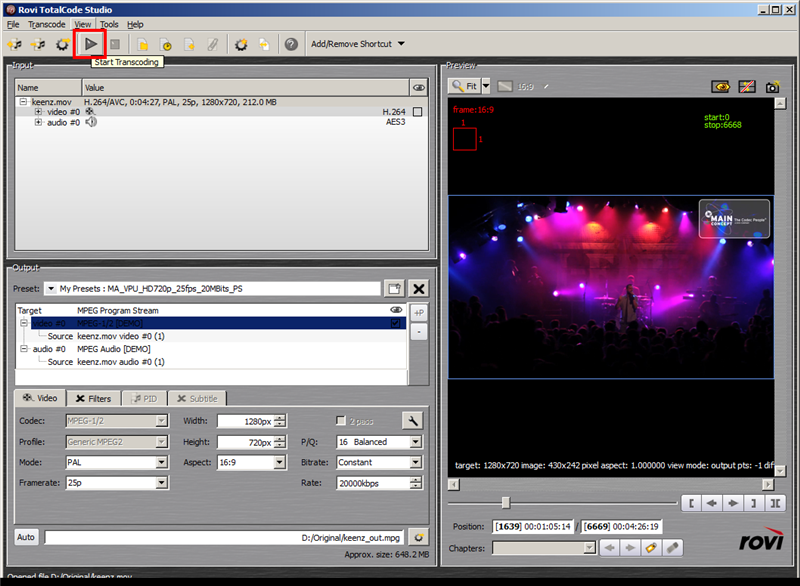 Rovi TotalCode Studio
File Transcode View Tools Help
Add/Remove Shortcut
Start Transcoding
Input
Name Value
keenz.mov H.264/AVC, 0:04:27, PAL, 25p, 1280x720, 212.0 MB
video #0 H.264
audio #0 AES3
Output
Preset: My Presets : MA_VPU_HD720p_25fps_20MBits_PS
Target MPEG Program Stream
video #0 MPEG-1/2 [DEMO]
Source keenz.mov video #0 (1)
audio #0 MPEG Audio [DEMO]
Source keenz.mov audio #0 (1)
+P
-
Video Filters PID Subtitle
Codec: MPEG-1/2 Width: 1280px 2 pass
Profile: Generic MPEG2 Height: 720px P/Q: 16 Balanced
Mode: PAL Aspect: 16:9 Bitrate: Constant
Framerate: 25p Rate: 20000kbps
Auto D:/Original/keenz_out.mpg
Approx. size: 648.2 MB
Opened file D:/Original/keenz.mov
Preview
Fit 16:9
frame:16:9
1
1
start:0
stop:6668
MAIN
CONCEPT
The Codec People
target: 1280x720 image: 430x242 pixel aspect: 1.000000 view mode: output pts: -1 dif
Position: [1639] 00:01:05:14 / [6669] 00:04:26:19
Chapters:
rovi